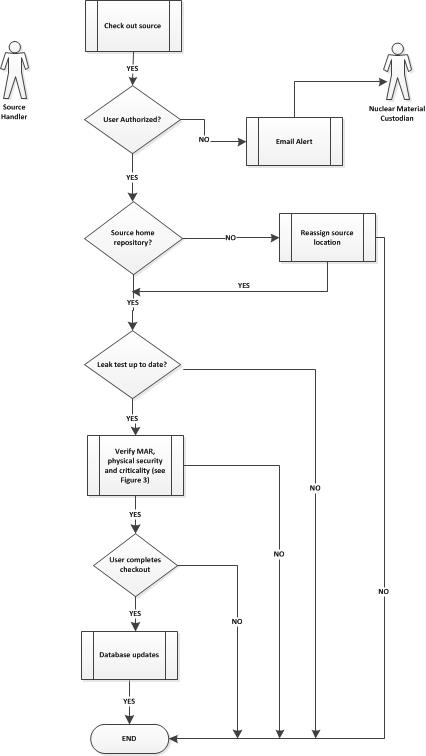 Check out source
YES
Source
Handler
Nuclear Material
Custodian
User Authorized?
NO
Email Alert
YES
Source home
repository?
NO
Reassign source
location
YES
YES
Leak test up to date?
YES
NO
Verify MAR,
physical security
and criticality (see
Figure 3)
YES
NO
User completes
checkout
NO
YES
NO
Database updates
YES
END